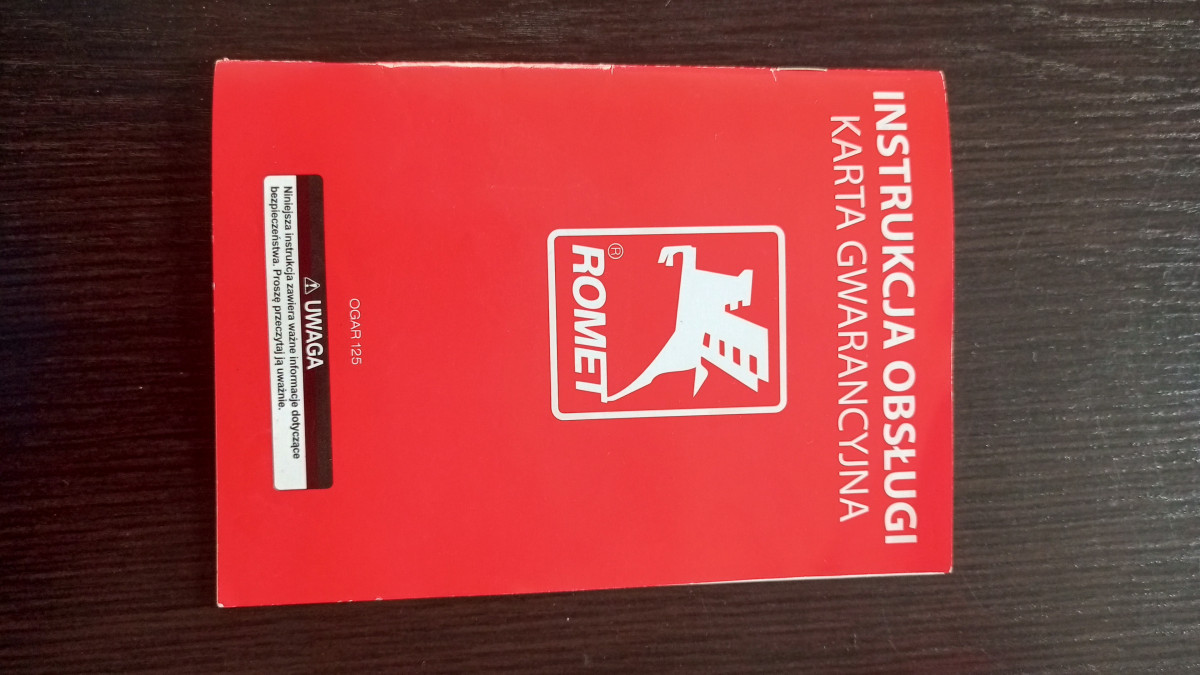 INSTRUKCJA OBSŁUGI
KARTA GWARANCYJNA
®
ROMET
OGAR 125
⚠ UWAGA
Niniejsza instrukcja zawiera ważne informacje dotyczące
bezpieczeństwa. Proszę przeczytaj ją uważnie.